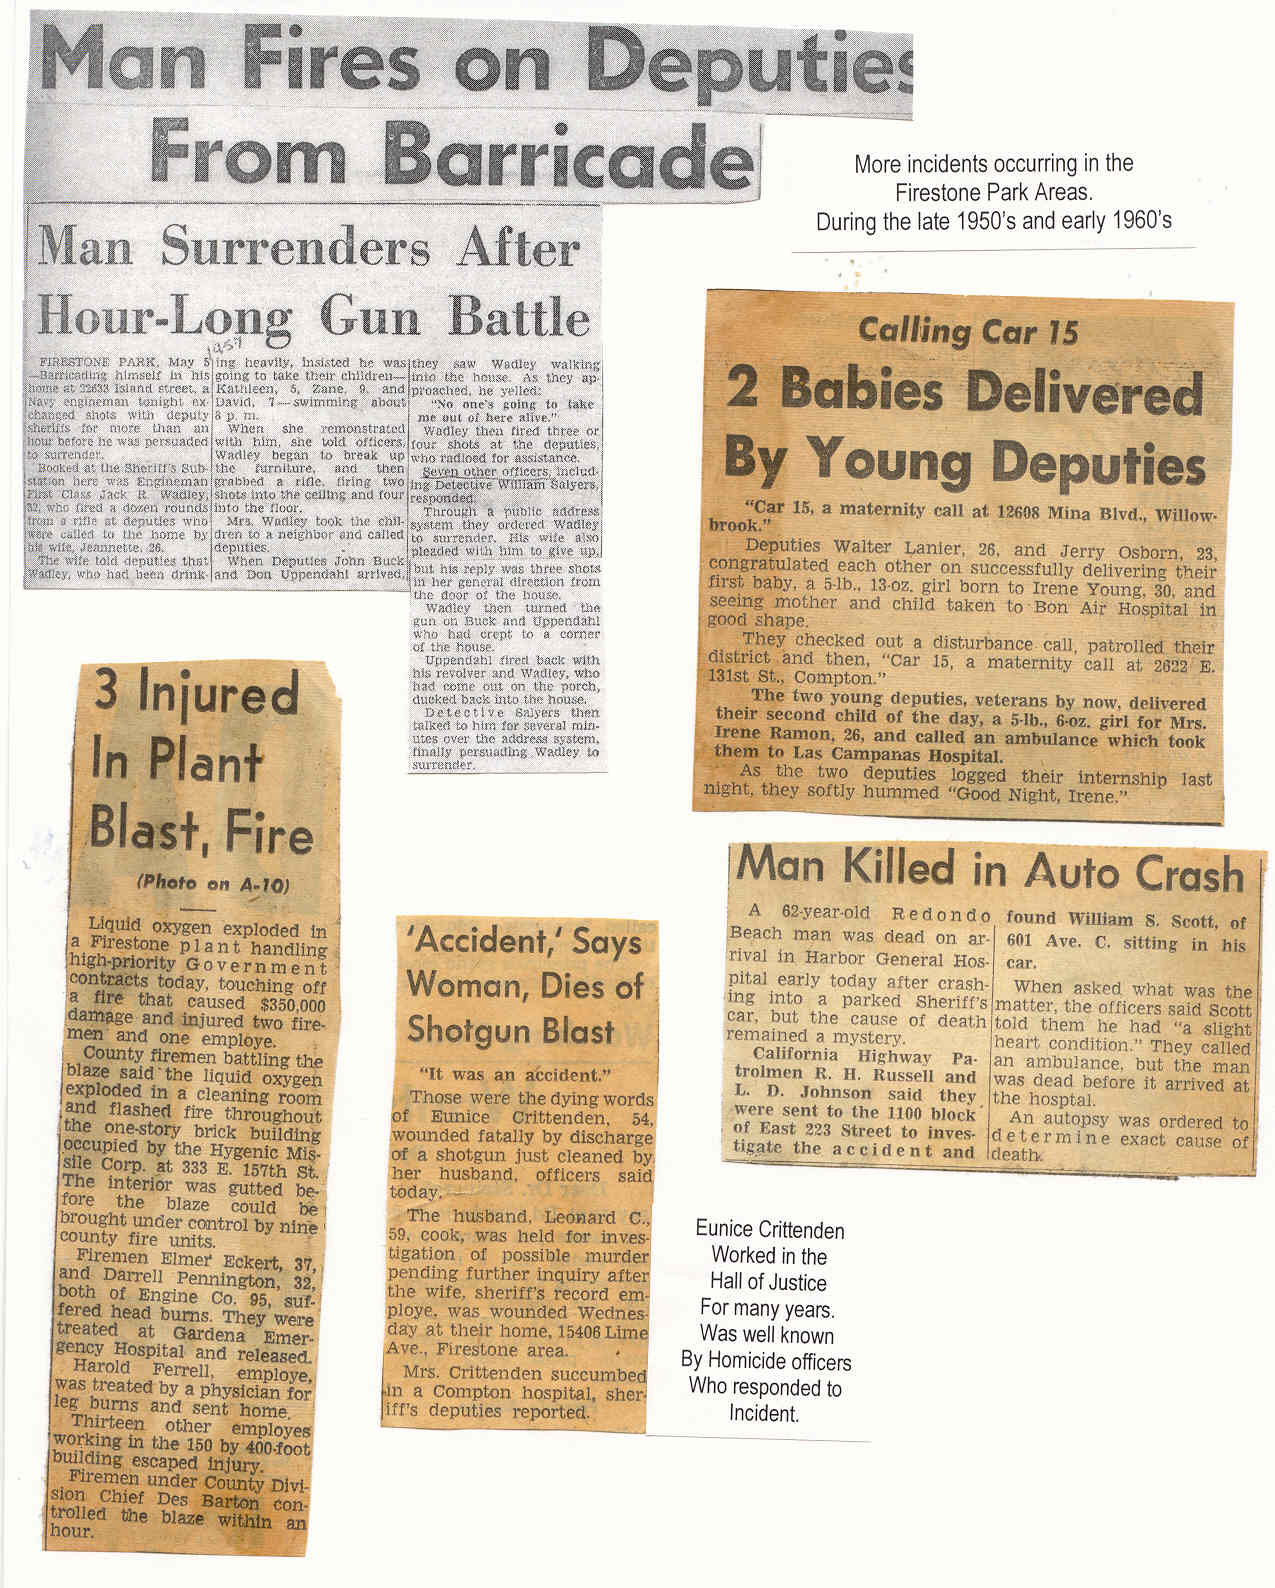 Man Fires on Deputies
From Barricade
Man Surrenders After
Hour-Long Gun Battle
1957
FIRESTONE PARK, May 5
—Barricading himself in his
home at 22633 Island street, a
Navy engineman tonight ex-
changed shots with deputy
sheriffs for more than an
hour before he was persuaded
to surrender.
Booked at the Sheriff's Sub-
station here was Engineman
First Class Jack R. Wadley,
32, who fired a dozen rounds
from a rifle at deputies who
were called to the home by
his wife, Jeannette, 26.
The wife told deputies that
Wadley, who had been drink-
ing heavily, insisted he was
going to take their children—
Kathleen, 5, Zane, 9, and
David, 7—swimming about
8 p. m.
When she remonstrated
with him, she told officers,
Wadley began to break up
the furniture, and then
grabbed a rifle, firing two
shots into the ceiling and four
into the floor.
Mrs. Wadley took the chil-
dren to a neighbor and called
deputies.
When Deputies John Buck
and Don Uppendahl arrived,
they saw Wadley walking
into the house. As they ap-
proached, he yelled:
"No one's going to take
me out of here alive."
Wadley then fired three or
four shots at the deputies,
who radioed for assistance.
Seven other officers, includ-
ing Detective William Salyers,
responded.
Through a public address
system they ordered Wadley
to surrender. His wife also
pleaded with him to give up,
but his reply was three shots
in her general direction from
the door of the house.
Wadley then turned the
gun on Buck and Uppendahl
who had crept to a corner
of the house.
Uppendahl fired back with
his revolver and Wadley, who
had come out on the porch,
ducked back into the house.
Detective Salyers then
talked to him for several min-
utes over the address system,
finally persuading Wadley to
surrender.
More incidents occurring in the
Firestone Park Areas.
During the late 1950's and early 1960's
Calling Car 15
2 Babies Delivered
By Young Deputies
"Car 15, a maternity call at 12608 Mina Blvd., Willow-
brook."
Deputies Walter Lanier, 26, and Jerry Osborn, 23,
congratulated each other on successfully delivering their
first baby, a 5-lb., 13-oz. girl born to Irene Young, 30, and
seeing mother and child taken to Bon Air Hospital in
good shape.
They checked out a disturbance call, patrolled their
district and then, "Car 15, a maternity call at 2622 E.
131st St., Compton."
The two young deputies, veterans by now, delivered
their second child of the day, a 5-lb., 6-oz. girl for Mrs.
Irene Ramon, 26, and called an ambulance which took
them to Las Campanas Hospital.
As the two deputies logged their internship last
night, they softly hummed "Good Night, Irene."
3 Injured
In Plant
Blast, Fire
(Photo on A-10)
Liquid oxygen exploded in
a Firestone plant handling
high-priority Government
contracts today, touching off
a fire that caused $350,000
damage and injured two fire-
men and one employe.
County firemen battling the
blaze said the liquid oxygen
exploded in a cleaning room
and flashed fire throughout
the one-story brick building
occupied by the Hygenic Mis-
sile Corp. at 333 E. 157th St.
The interior was gutted be-
fore the blaze could be
brought under control by nine
county fire units.
Firemen Elmer Eckert, 37,
and Darrell Pennington, 32,
both of Engine Co. 95, suf-
fered head burns. They were
treated at Gardena Emer-
gency Hospital and released.
Harold Ferrell, employe,
was treated by a physician for
leg burns and sent home.
Thirteen other employes
working in the 150 by 400-foot
building escaped injury.
Firemen under County Divi-
sion Chief Des Barton con-
trolled the blaze within an
hour.
'Accident,' Says
Woman, Dies of
Shotgun Blast
"It was an accident."
Those were the dying words
of Eunice Crittenden, 54,
wounded fatally by discharge
of a shotgun just cleaned by
her husband, officers said
today.
The husband, Leonard C.,
59, cook, was held for inves-
tigation of possible murder
pending further inquiry after
the wife, sheriff's record em-
ploye, was wounded Wednes-
day at their home, 15406 Lime
Ave., Firestone area.
Mrs. Crittenden succumbed
in a Compton hospital, sher-
iff's deputies reported.
Man Killed in Auto Crash
A 62-year-old Redondo
Beach man was dead on ar-
rival in Harbor General Hos-
pital early today after crash-
ing into a parked Sheriff's
car, but the cause of death
remained a mystery.
California Highway Pa-
trolmen R. H. Russell and
L. D. Johnson said they
were sent to the 1100 block
of East 223 Street to inves-
tigate the accident and
found William S. Scott, of
601 Ave. C. sitting in his
car.
When asked what was the
matter, the officers said Scott
told them he had "a slight
heart condition." They called
an ambulance, but the man
was dead before it arrived at
the hosptal.
An autopsy was ordered to
determine exact cause of
death.
Eunice Crittenden
Worked in the
Hall of Justice
For many years.
Was well known
By Homicide officers
Who responded to
Incident.